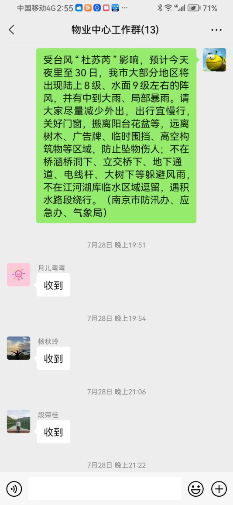 中国移动4G 2:55
71%
物业中心工作群(13)
受台风"杜苏芮"影响，预计今天
夜里至30日，我市大部分地区将
出现陆上8级、水面9级左右的阵
风，并有中到大雨、局部暴雨。请
大家尽量减少外出，出行宜慢行，
关好门窗，搬离阳台花盆等，远离
树木、广告牌、临时围挡、高空构
筑物等区域，防止坠物伤人；不在
桥涵桥洞下、立交桥下、地下通
道、电线杆、大树下等躲避风雨，
不在江河湖库临水区域逗留，遇积
水路段绕行。（南京市防汛办、应
急办、气象局）
7月28日 晚上19:51
收到
7月28日 晚上19:54
杨秋玲
收到
7月28日 晚上21:06
段荣桂
收到
7月28日 晚上21:22